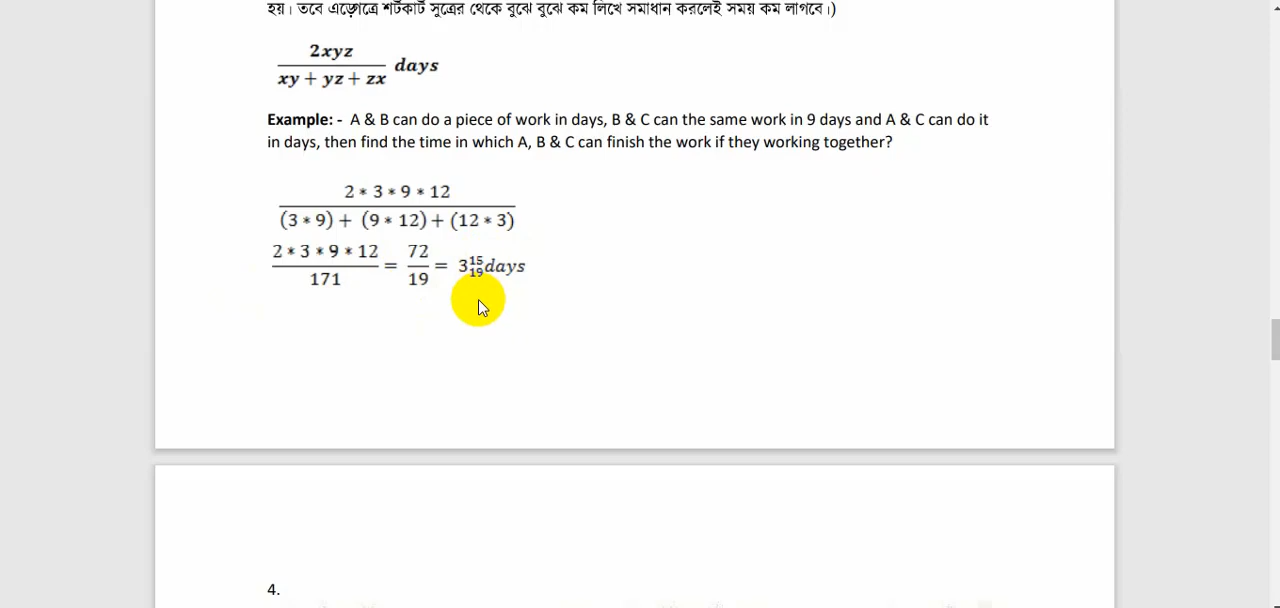 হয়। তবে এক্ষেত্রে শর্টকাট সুত্রের থেকে বুঝে বুঝে কম লিখে সমাধান করলেই সময় কম লাগবে।)
2xyz
xy + yz + zx
days
Example: - A & B can do a piece of work in days, B & C can the same work in 9 days and A & C can do it
in days, then find the time in which A, B & C can finish the work if they working together?
2 * 3 * 9 * 12
(3 * 9) + (9 * 12) + (12 * 3)
2 * 3 * 9 * 12 / 171 = 72 / 19 = 3 15/19 days
4.